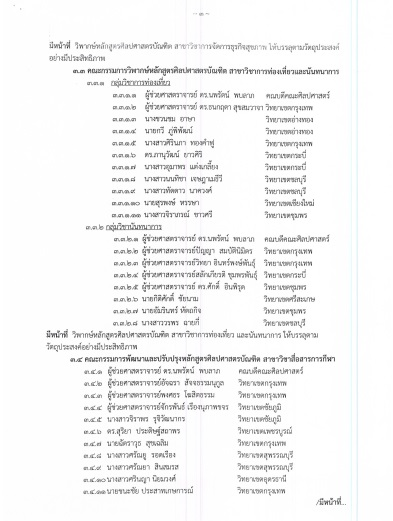 - ๓ -
มีหน้าที่ วิพากษ์หลักสูตรศิลปศาสตรบัณฑิต สาขาวิชาการจัดการธุรกิจสุขภาพ ให้บรรลุตามวัตถุประสงค์
อย่างมีประสิทธิภาพ
๓.๓ คณะกรรมการวิพากษ์หลักสูตรศิลปศาสตรบัณฑิต สาขาวิชาการท่องเที่ยวและนันทนาการ
๓.๓.๑ กลุ่มวิชาการท่องเที่ยว
๓.๓.๑.๑ ผู้ช่วยศาสตราจารย์ ดร.นพรัตน์ พบลาภ คณบดีคณะศิลปศาสตร์
๓.๓.๑.๒ ผู้ช่วยศาสตราจารย์ ดร.ธนกฤตา สุขสมวาจา วิทยาเขตกรุงเทพ
๓.๓.๑.๓ นางชวนชม อาษา วิทยาเขตอ่างทอง
๓.๓.๑.๔ นายกวี ภูพิพัฒน์ วิทยาเขตอ่างทอง
๓.๓.๑.๕ นางสาวศิรินภา ทองคำฟู วิทยาเขตกรุงเทพ
๓.๓.๑.๖ ดร.ภานุวัฒน์ ยาวศิริ วิทยาเขตกระบี่
๓.๓.๑.๗ นางสาวอุมาพร แต่งเกลี้ยง วิทยาเขตกระบี่
๓.๓.๑.๘ นางสาวนนทิชา วิทยาเขตชลบุรี
๓.๓.๑.๙ นางสาวทัดดาว นาควงศ์ วิทยาเขตชลบุรี
๓.๓.๑.๑๐ นายสุรพงษ์ หรรษา วิทยาเขตเชียงใหม่
๓.๓.๑.๑๑ นางสาวจิราภรณ์ ชาวศรี วิทยาเขตชุมพร
๓.๓.๒ กลุ่มวิชานันทนาการ
๓.๓.๒.๑ ผู้ช่วยศาสตราจารย์ ดร.นพรัตน์ พบลาภ คณบดีคณะศิลปศาสตร์
๓.๓.๒.๒ ผู้ช่วยศาสตราจารย์ปัญญา สมบัตินิมิตร วิทยาเขตกรุงเทพ
๓.๓.๒.๓ ผู้ช่วยศาสตราจารย์วิทยา อินทร์พงษ์พันธุ์ วิทยาเขตกรุงเทพ
๓.๓.๒.๔ ผู้ช่วยศาสตราจารย์สลักเกียรติ ชุมพรพันธุ์ วิทยาเขตกระบี่
๓.๓.๒.๕ ผู้ช่วยศาสตราจารย์ ดร.ศักดิ์ อินพิรุด วิทยาเขตชุมพร
๓.๓.๒.๖ นายกิติศักดิ์ ชัยนาม วิทยาเขตศรีสะเกษ
๓.๓.๒.๗ นายอัมรินทร์ หัตถกิจ วิทยาเขตชุมพร
๓.๓.๒.๘ นางสาววรพร ฉายกี่ วิทยาเขตชลบุรี
มีหน้าที่ วิพากษ์หลักสูตรศิลปศาสตรบัณฑิต สาขาวิชาการท่องเที่ยว และนันทนาการ ให้บรรลุตาม
วัตถุประสงค์อย่างมีประสิทธิภาพ
๓.๔ คณะกรรมการพัฒนาและปรับปรุงหลักสูตรศิลปศาสตรบัณฑิต สาขาวิชาสื่อสารการกีฬา
๓.๔.๑ ผู้ช่วยศาสตราจารย์ ดร.นพรัตน์ พบลาภ คณบดีคณะศิลปศาสตร์
๓.๔.๒ ผู้ช่วยศาสตราจารย์อัจฉรา สัจจธรรมนุกูล วิทยาเขตกรุงเทพ
๓.๔.๓ ผู้ช่วยศาสตราจารย์พงศธร โฆสิตธรรม วิทยาเขตกรุงเทพ
๓.๔.๔ ผู้ช่วยศาสตราจารย์จักรพันธ์ เรืองนุภาพขจร วิทยาเขตชัยภูมิ
๓.๔.๕ นางสาวจิราพร รุจิวัฒนากร วิทยาเขตชัยภูมิ
๓.๔.๖ ดร.สุริยา ประดิษฐ์สถาพร วิทยาเขตเพชรบูรณ์
๓.๔.๗ นายฉัตราวุธ สุขเฉลิม วิทยาเขตกรุงเทพ
๓.๔.๘ นางสาวศรัณยู รอดเรือง วิทยาเขตสุพรรณบุรี
๓.๔.๙ นางสาวศรัณยา สินสมรส วิทยาเขตสุพรรณบุรี
๓.๔.๑๐ นางสาวศรินญา นิยมวงศ์ วิทยาเขตอุดรธานี
๓.๔.๑๑ นายชนะชัย ประสาทเกษการณ์ วิทยาเขตกรุงเทพ
/มีหน้าที่...